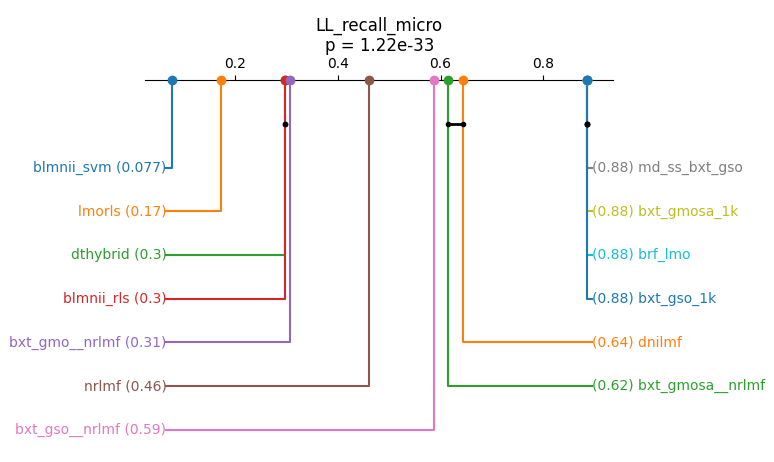 LL_recall_micro
p = 1.22e-33
0.2 0.4 0.6 0.8
blmnii_svm (0.077)
(0.88) md_ss_bxt_gso
lmorls (0.17)
(0.88) bxt_gmosa_1k
dthybrid (0.3)
(0.88) brf_lmo
blmnii_rls (0.3)
(0.88) bxt_gso_1k
bxt_gmo__nrlmf (0.31)
(0.64) dnilmf
nrlmf (0.46)
(0.62) bxt_gmosa__nrlmf
bxt_gso__nrlmf (0.59)